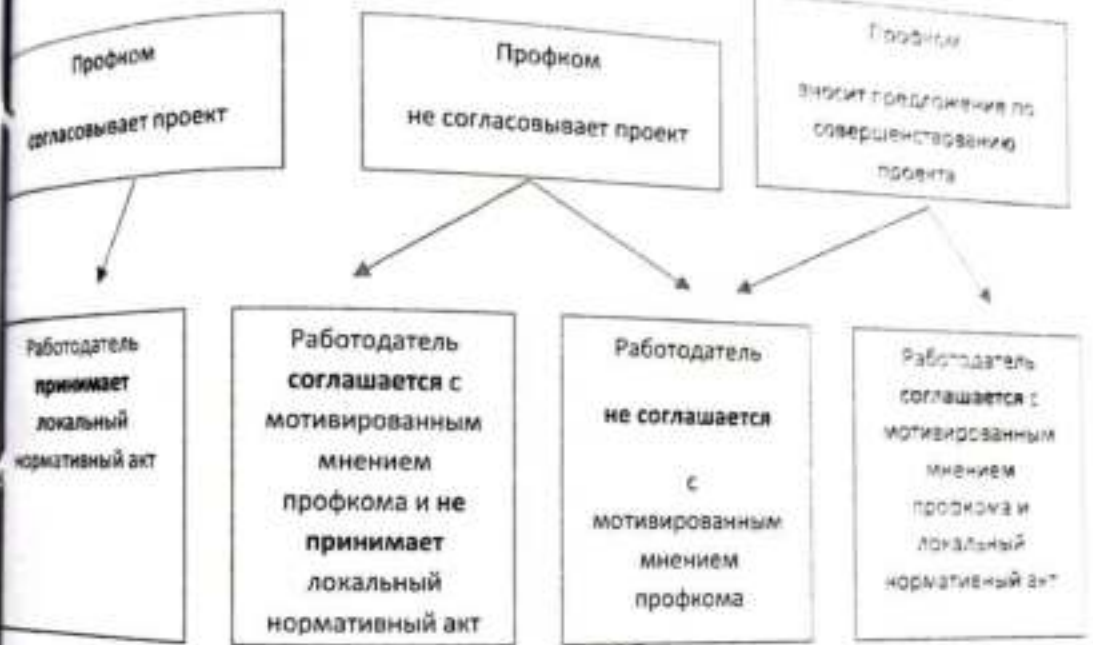 Профком
согласовывает проект
Профком
не согласовывает проект
Профком
вносит предложение по
совершенствованию
проекта
Работодатель
принимает
локальный
нормативный акт
Работодатель
соглашается с
мотивированным
мнением
профкома и не
принимает
локальный
нормативный акт
Работодатель
не соглашается
с
мотивированным
мнением
профкома
Работодатель
соглашается с
мотивированным
мнением
профкома и
локальный
нормативный акт